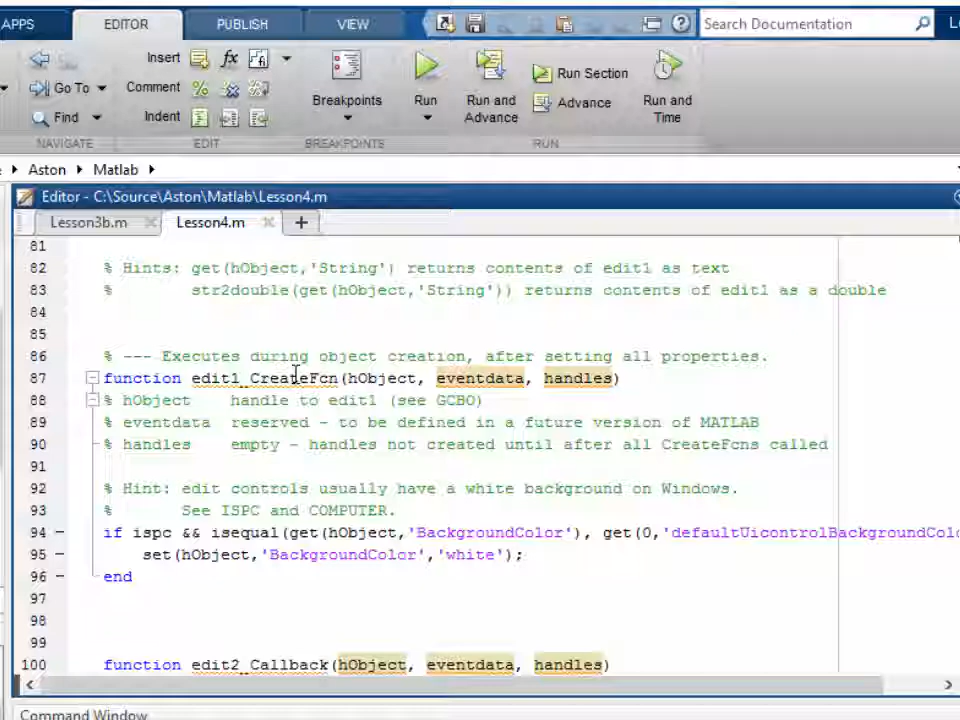 APPS EDITOR PUBLISH VIEW Search Documentation
Insert fx
Go To Comment % Breakpoints Run Run and Advance Run Section Advance Run and Time
Find Indent
NAVIGATE EDIT BREAKPOINTS RUN
Aston Matlab
Editor - C:\Source\Aston\Matlab\Lesson4.m
Lesson3b.m Lesson4.m +
81
82 % Hints: get(hObject,'String') returns contents of edit1 as text
83 % str2double(get(hObject,'String')) returns contents of edit1 as a double
84
85
86 % --- Executes during object creation, after setting all properties.
87 function edit1_CreateFcn(hObject, eventdata, handles)
88 % hObject handle to edit1 (see GCBO)
89 % eventdata reserved - to be defined in a future version of MATLAB
90 % handles empty - handles not created until after all CreateFcns called
91
92 % Hint: edit controls usually have a white background on Windows.
93 % See ISPC and COMPUTER.
94 if ispc && isequal(get(hObject,'BackgroundColor'), get(0,'defaultUicontrolBackgroundColo
95 set(hObject,'BackgroundColor','white');
96 end
97
98
99
100 function edit2_Callback(hObject, eventdata, handles)
Command Window